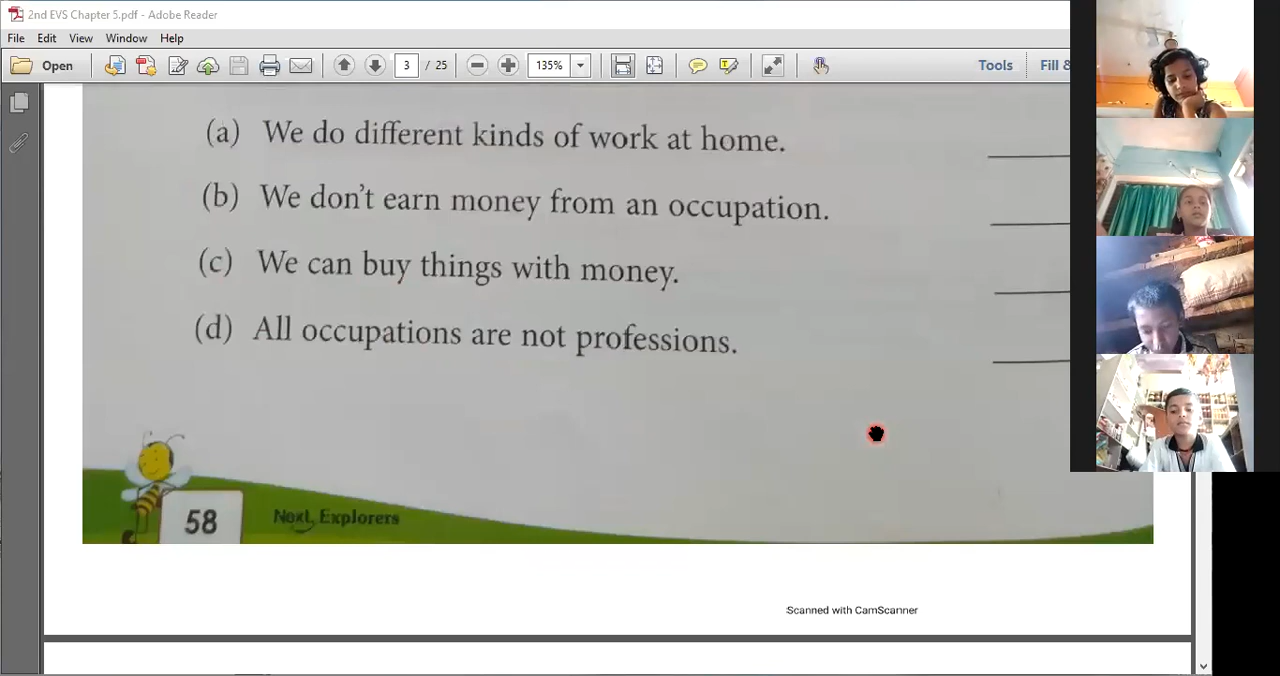 2nd EVS Chapter 5.pdf - Adobe Reader
File Edit View Window Help
Open 3 / 25 135% Tools Fill &
(a) We do different kinds of work at home.
(b) We don't earn money from an occupation.
(c) We can buy things with money.
(d) All occupations are not professions.
58 Next Explorers
Scanned with CamScanner